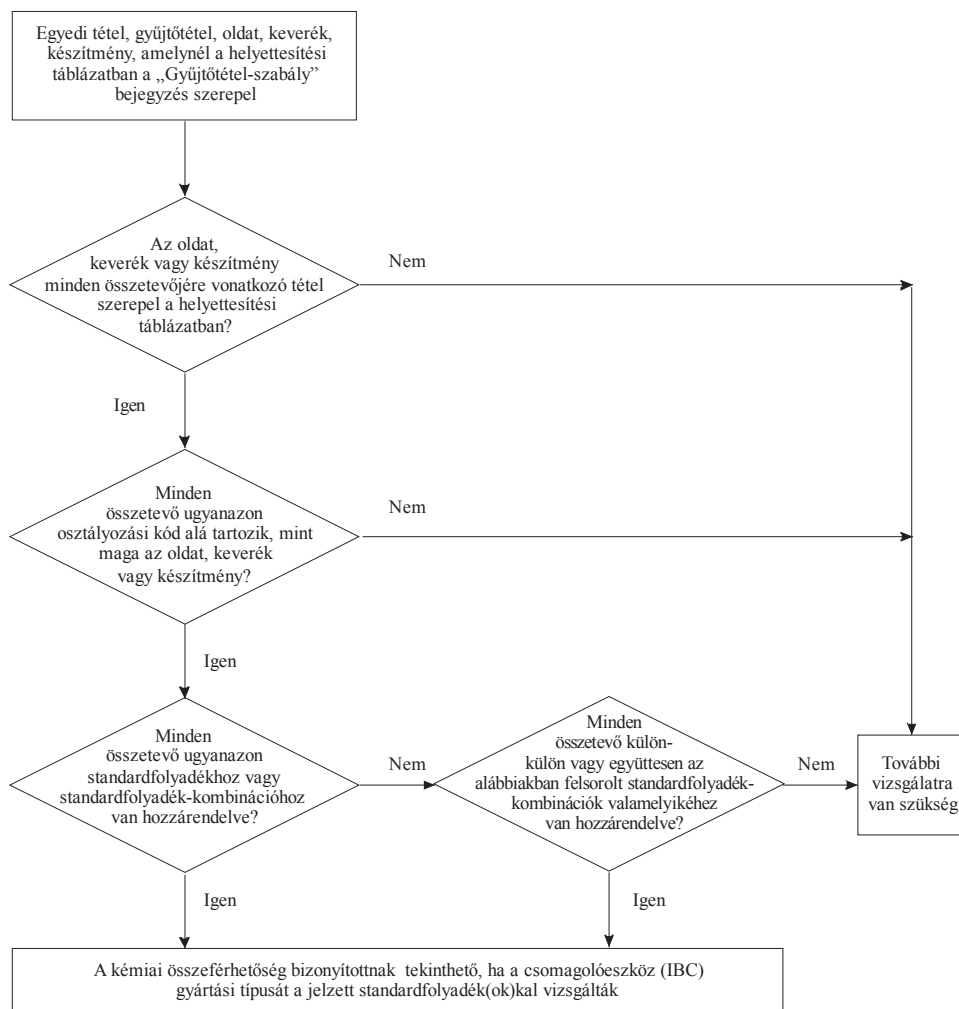 Egyedi tétel, gyűjtőtétel, oldat, keverék,
készítmény, amelynél a helyettesítési
táblázatban a „Gyűjtőtétel-szabály”
bejegyzés szerepel
Az oldat,
keverék vagy készítmény
minden összetevőjére vonatkozó tétel
szerepel a helyettesítési
táblázatban?
Nem
Igen
Minden
összetevő ugyanazon
osztályozási kód alá tartozik, mint
maga az oldat, keverék
vagy készítmény?
Nem
Igen
Minden
összetevő ugyanazon
standardfolyadékhoz vagy
standardfolyadék-kombinációhoz
van hozzárendelve?
Nem
Minden
összetevő külön-
külön vagy együttesen az
alábbiakban felsorolt standardfolyadék-
kombinációk valamelyikéhez
van hozzárendelve?
Nem
További
vizsgálatra
van szükség
Igen
Igen
A kémiai összeférhetőség bizonyítottnak tekinthető, ha a csomagolóeszköz (IBC)
gyártási típusát a jelzett standardfolyadék(ok)kal vizsgálták